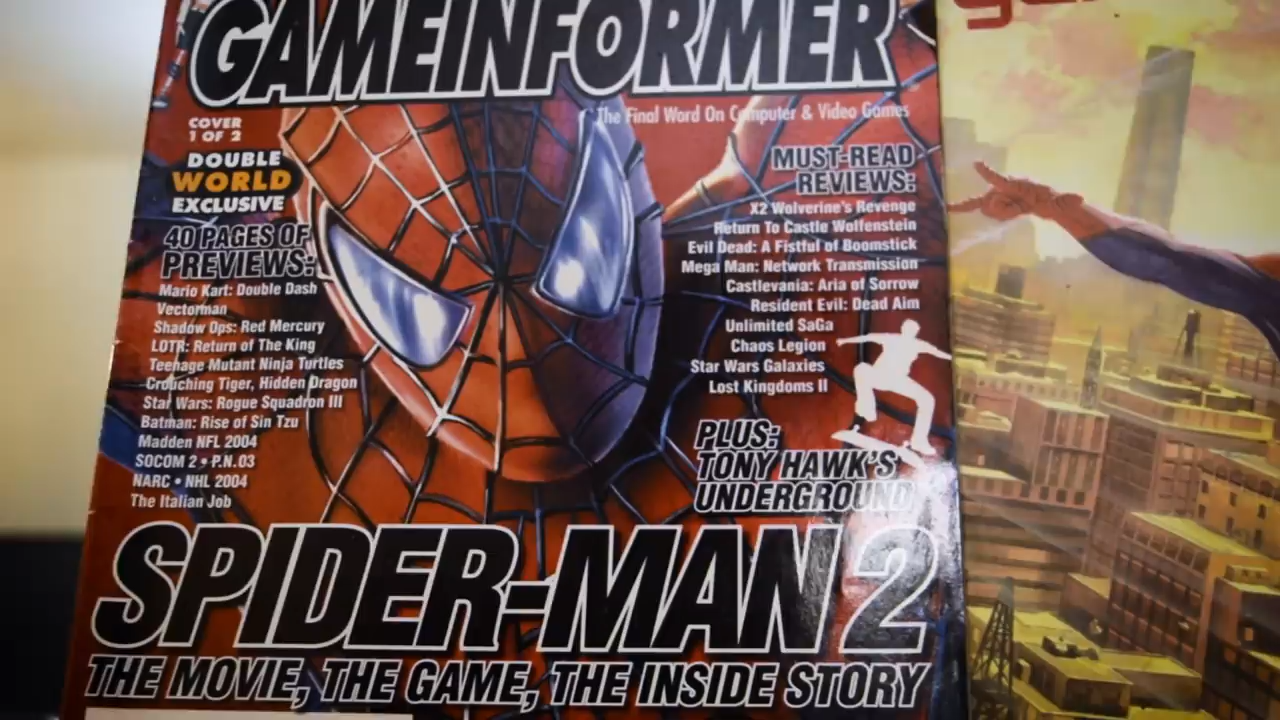 GAMEINFORMER
The Final Word On Computer & Video Games
COVER
1 OF 2
DOUBLE
WORLD
EXCLUSIVE
40 PAGES OF
PREVIEWS:
Mario Kart: Double Dash
Vectorman
Shadow Ops: Red Mercury
LOTR: Return of The King
Teenage Mutant Ninja Turtles
Crouching Tiger, Hidden Dragon
Star Wars: Rogue Squadron III
Batman: Rise of Sin Tzu
Madden NFL 2004
SOCOM 2 • P.N.03
NARC • NHL 2004
The Italian Job
MUST-READ
REVIEWS:
X2 Wolverine's Revenge
Return To Castle Wolfenstein
Evil Dead: A Fistful of Boomstick
Mega Man: Network Transmission
Castlevania: Aria of Sorrow
Resident Evil: Dead Aim
Unlimited SaGa
Chaos Legion
Star Wars Galaxies
Lost Kingdoms II
PLUS:
TONY HAWK'S
UNDERGROUND
SPIDER-MAN 2
THE MOVIE, THE GAME, THE INSIDE STORY